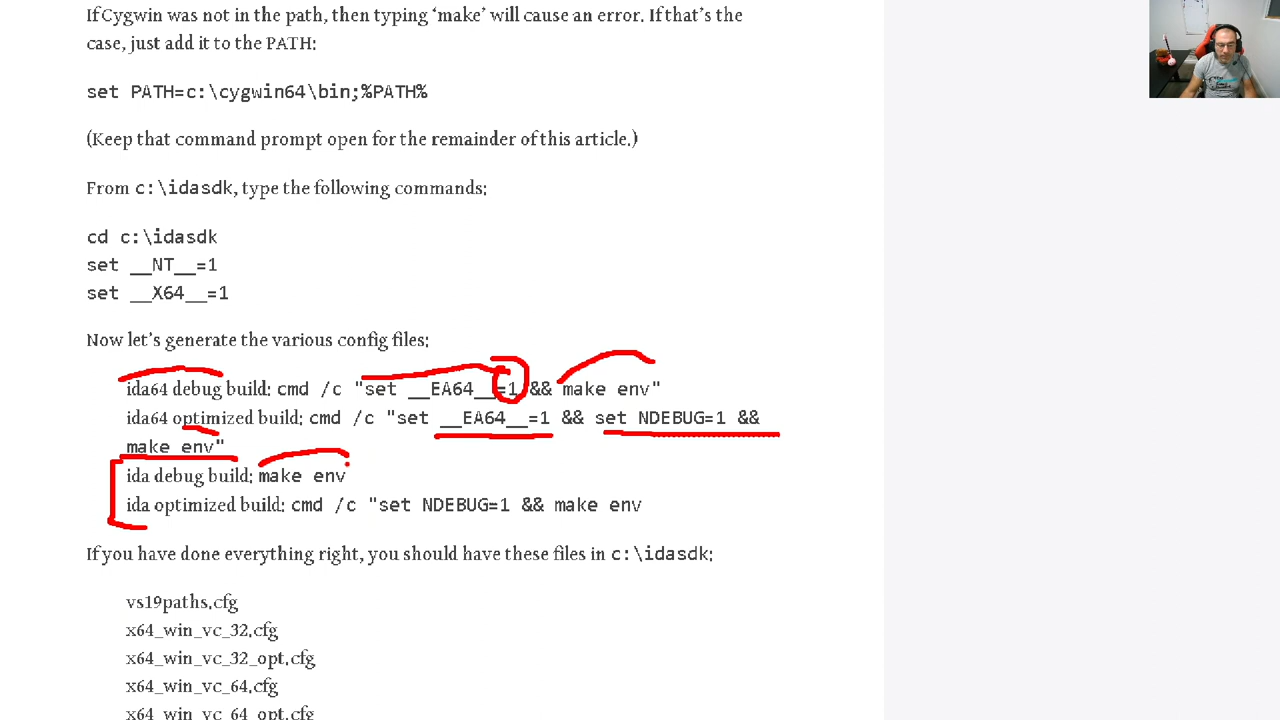 If Cygwin was not in the path, then typing ‘make’ will cause an error. If that’s the
case, just add it to the PATH:
set PATH=c:\cygwin64\bin;%PATH%
(Keep that command prompt open for the remainder of this article.)
From c:\idasdk, type the following commands:
cd c:\idasdk
set __NT__=1
set __X64__=1
Now let’s generate the various config files:
ida64 debug build: cmd /c "set __EA64__=1 && make env"
ida64 optimized build: cmd /c "set __EA64__=1 && set NDEBUG=1 &&
make env"
ida debug build: make env
ida optimized build: cmd /c "set NDEBUG=1 && make env
If you have done everything right, you should have these files in c:\idasdk:
vs19paths.cfg
x64_win_vc_32.cfg
x64_win_vc_32_opt.cfg
x64_win_vc_64.cfg
x64_win_vc_64_opt.cfg